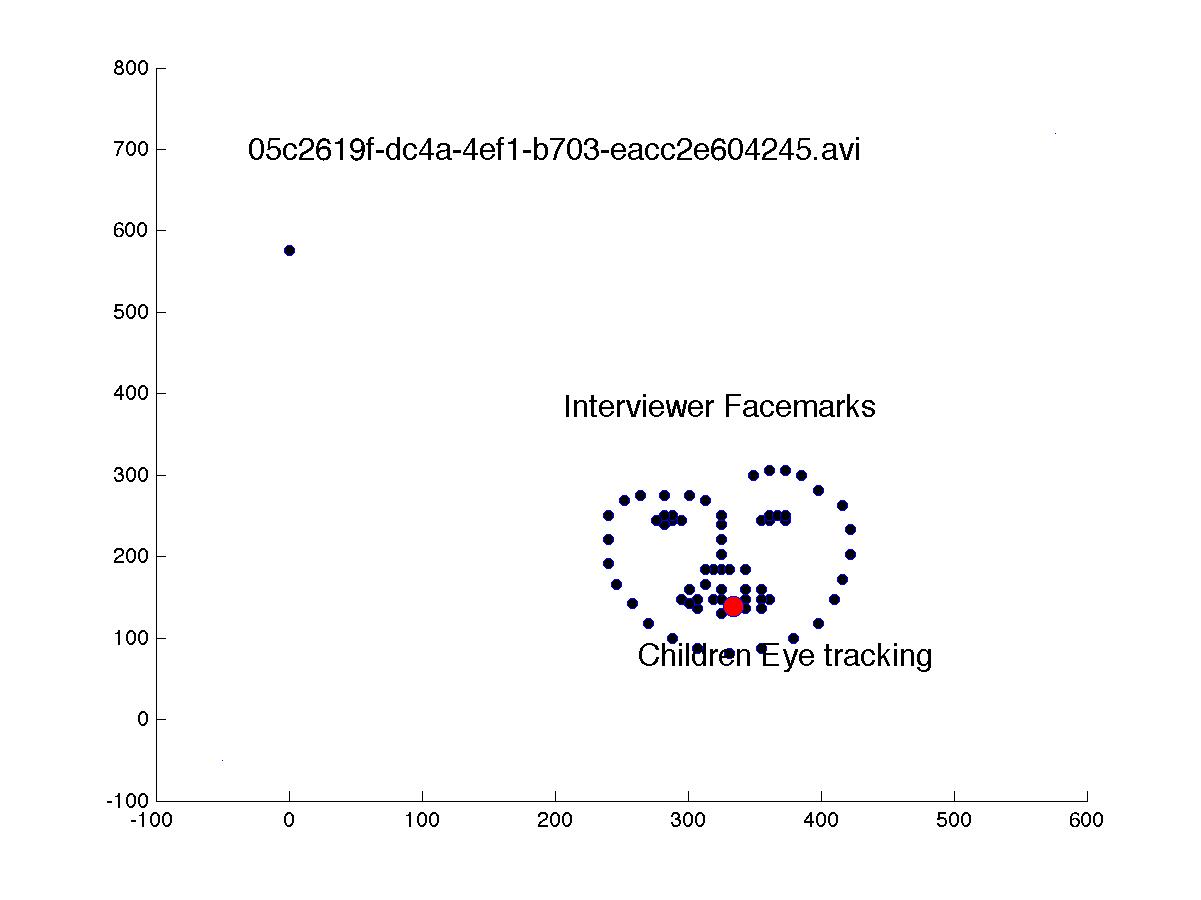 800
700
05c2619f-dc4a-4ef1-b703-eacc2e604245.avi
600
500
400
Interviewer Facemarks
300
200
100
Children Eye tracking
0
-100
-100 0 100 200 300 400 500 600